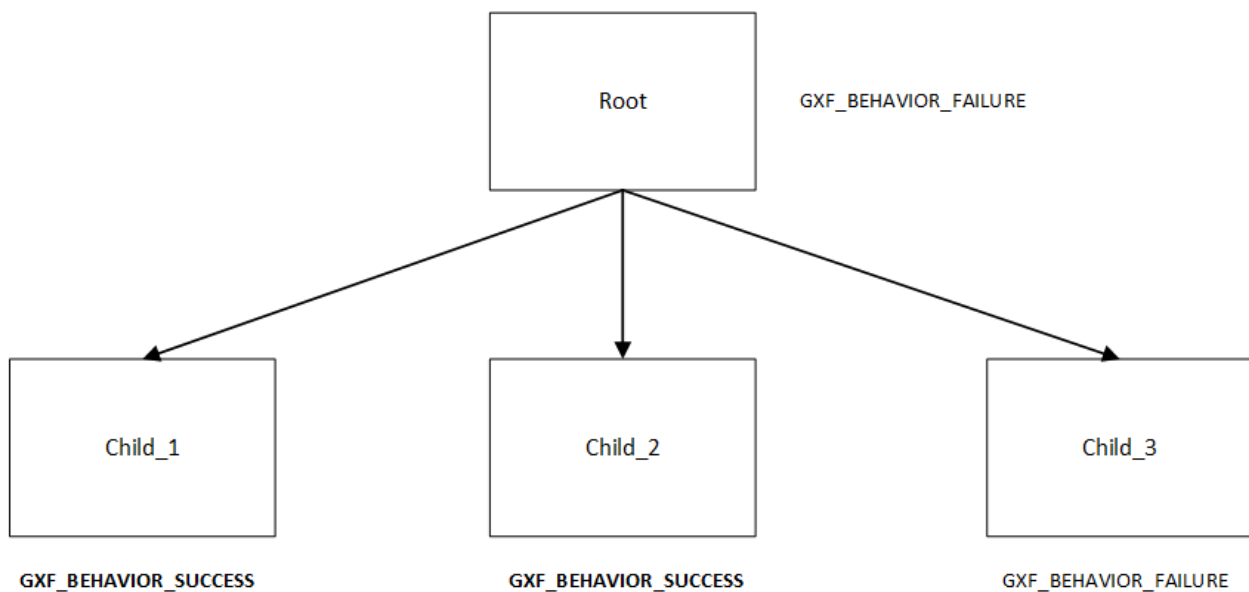 Root
GXF_BEHAVIOR_FAILURE
Child_1
Child_2
Child_3
GXF_BEHAVIOR_SUCCESS
GXF_BEHAVIOR_SUCCESS
GXF_BEHAVIOR_FAILURE